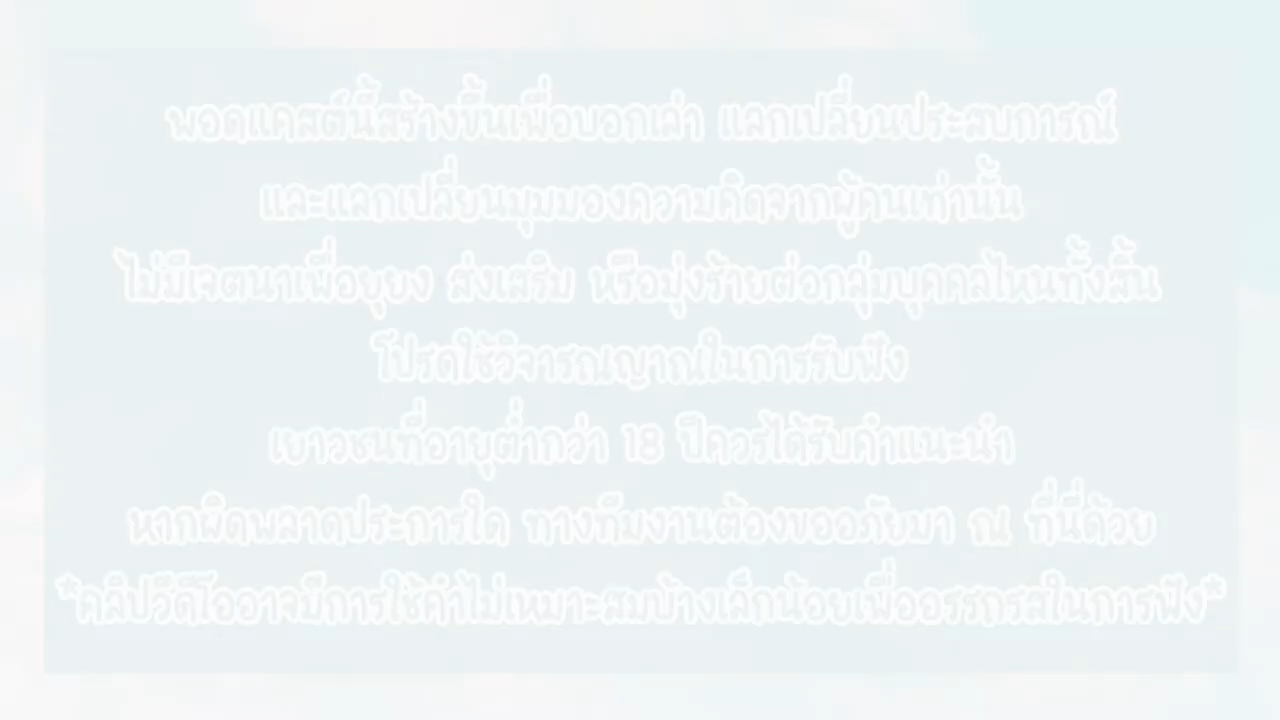 พอดแคสต์นี้สร้างขึ้นเพื่อบอกเล่า แลกเปลี่ยนประสบการณ์
และแลกเปลี่ยนมุมมองความคิดจากผู้คนเท่านั้น
ไม่มีเจตนาเพื่อยุยง ส่งเสริม หรือมุ่งร้ายต่อกลุ่มบุคคลไหนทั้งสิ้น
โปรดใช้วิจารณญาณในการรับฟัง
เยาวชนที่อายุต่ำกว่า 18 ปีควรได้รับคำแนะนำ
หากผิดพลาดประการใด ทางทีมงานต้องขออภัยมา ณ ที่นี่ด้วย
*คลิปวีดีโออาจมีการใช้คำไม่เหมาะสมบ้างเล็กน้อยเพื่ออรรถรสในการฟัง*